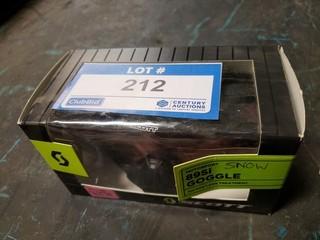 LOT #
212
ClubBid
CENTURY
AUCTIONS
SNOW
89SI
GOGGLE